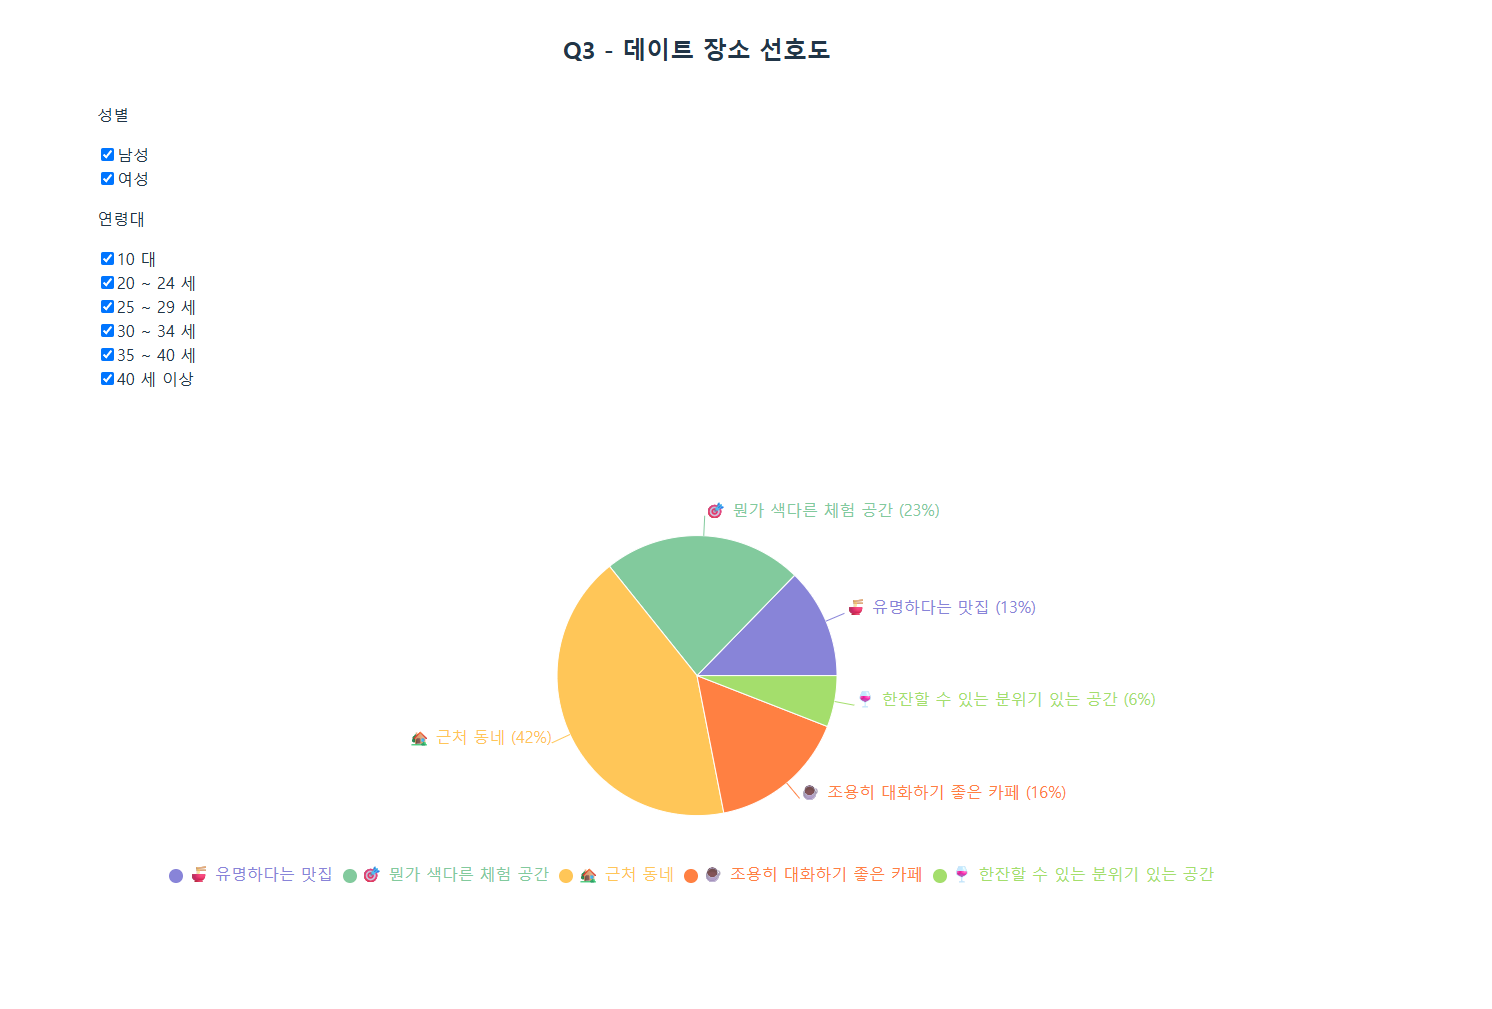 Q3 - 데이트 장소 선호도
성별
남성
여성
연령대
10 대
20 ~ 24 세
25 ~ 29 세
30 ~ 34 세
35 ~ 40 세
40 세 이상
🎯 뭔가 색다른 체험 공간 (23%)
🍜 유명하다는 맛집 (13%)
🍷 한잔할 수 있는 분위기 있는 공간 (6%)
🏠 근처 동네 (42%)
☕ 조용히 대화하기 좋은 카페 (16%)
🍜 유명하다는 맛집 🎯 뭔가 색다른 체험 공간 🏠 근처 동네 ☕ 조용히 대화하기 좋은 카페 🍷 한잔할 수 있는 분위기 있는 공간